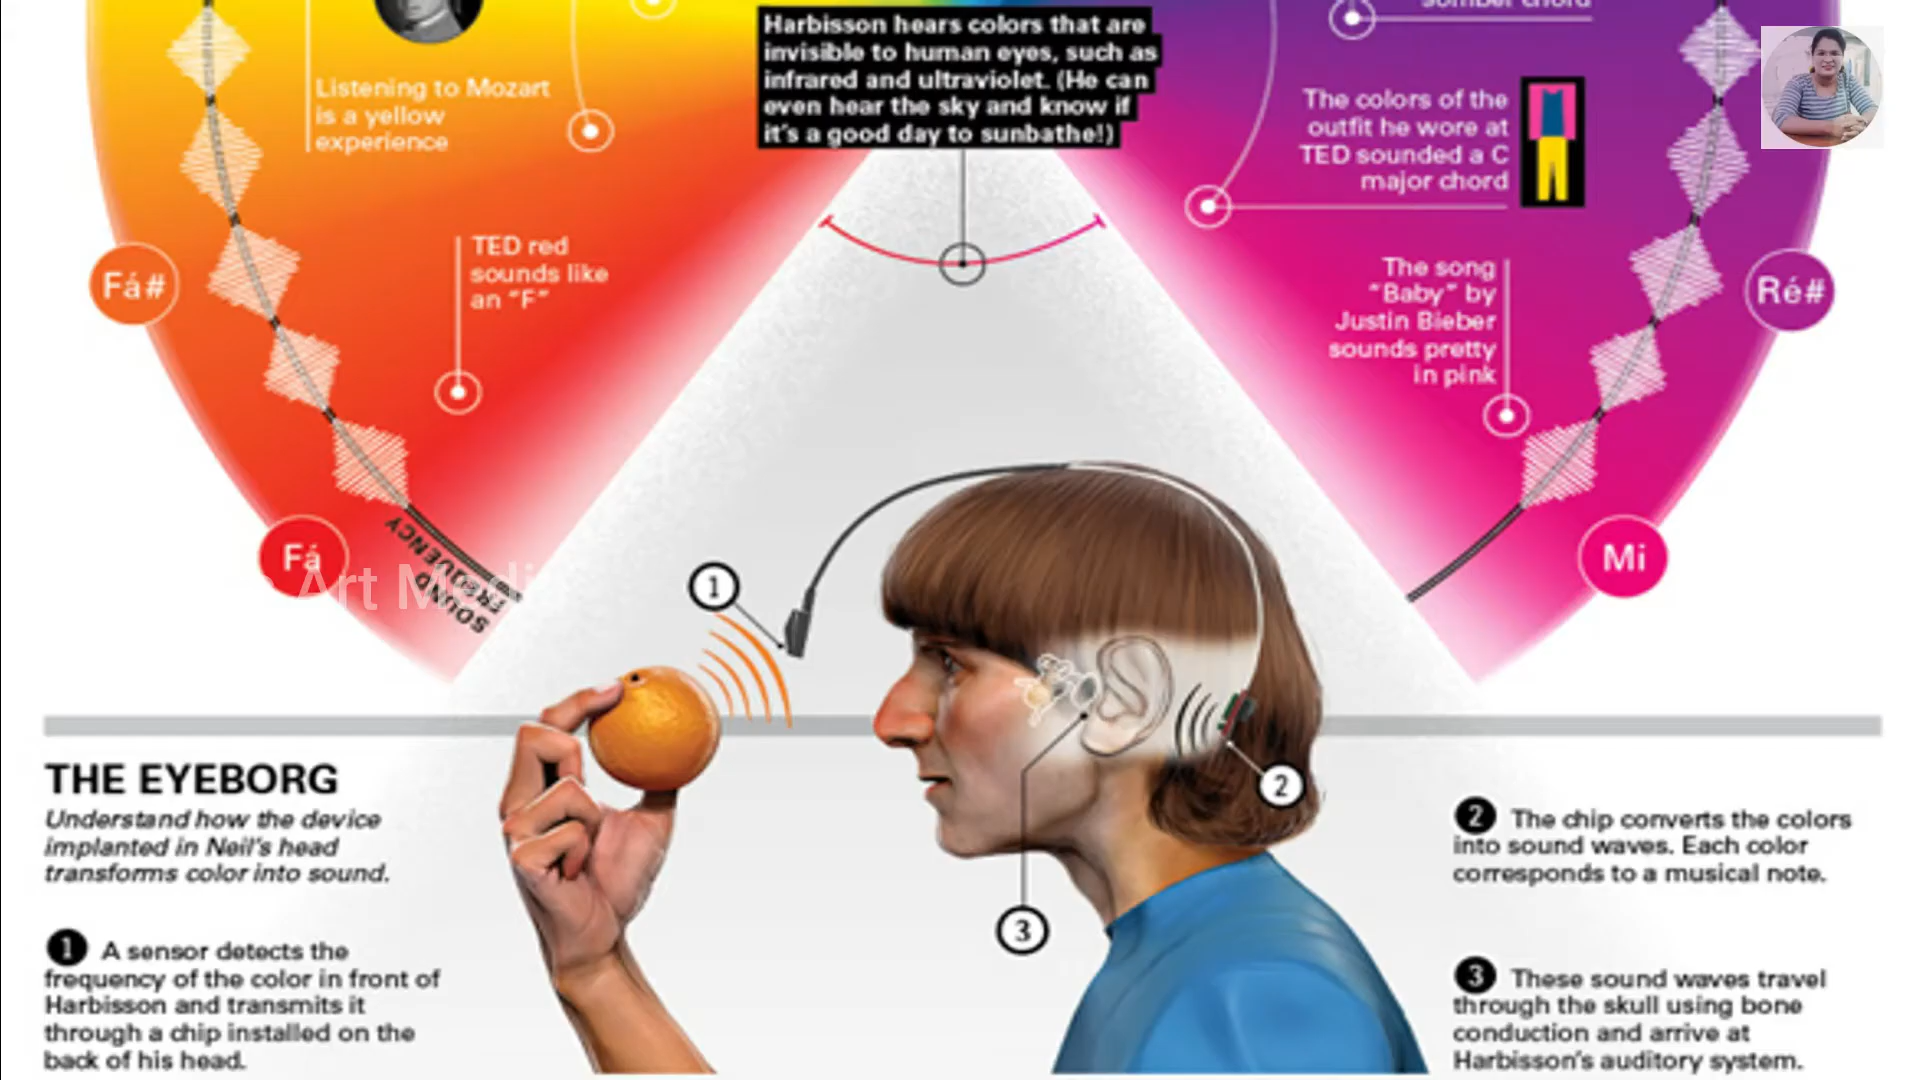 Harbisson hears colors that are
invisible to human eyes, such as
infrared and ultraviolet. (He can
even hear the sky and know if
it's a good day to sunbathe!)
somber chord
Listening to Mozart
is a yellow
experience
The colors of the
outfit he wore at
TED sounded a C
major chord
TED red
sounds like
an "F"
The song
"Baby" by
Justin Bieber
sounds pretty
in pink
Fá#
Ré#
Fá
Mi
SOUND
FREQUENCY
Art Medi
1
2
3
THE EYEBORG
Understand how the device
implanted in Neil's head
transforms color into sound.
1 A sensor detects the
frequency of the color in front of
Harbisson and transmits it
through a chip installed on the
back of his head.
2 The chip converts the colors
into sound waves. Each color
corresponds to a musical note.
3 These sound waves travel
through the skull using bone
conduction and arrive at
Harbisson's auditory system.